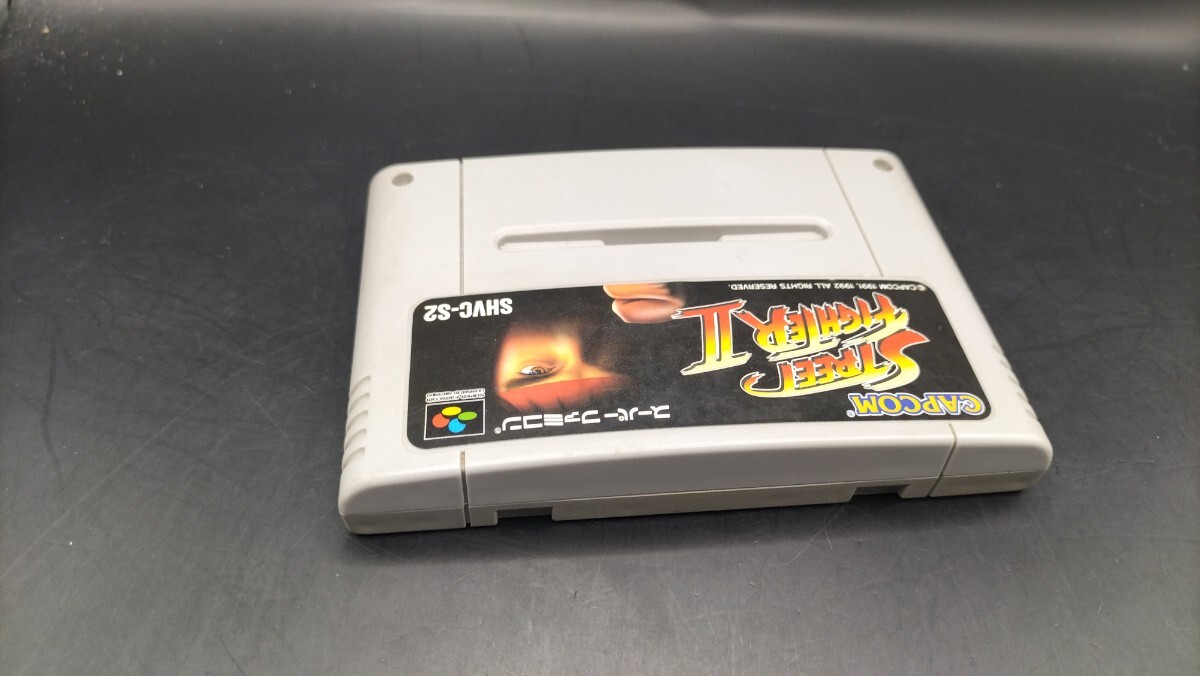 CAPCOM®
スーパーファミコン®
STREET
FIGHTER II
SHVC-S2
©CAPCOM 1991, 1992 ALL RIGHTS RESERVED.